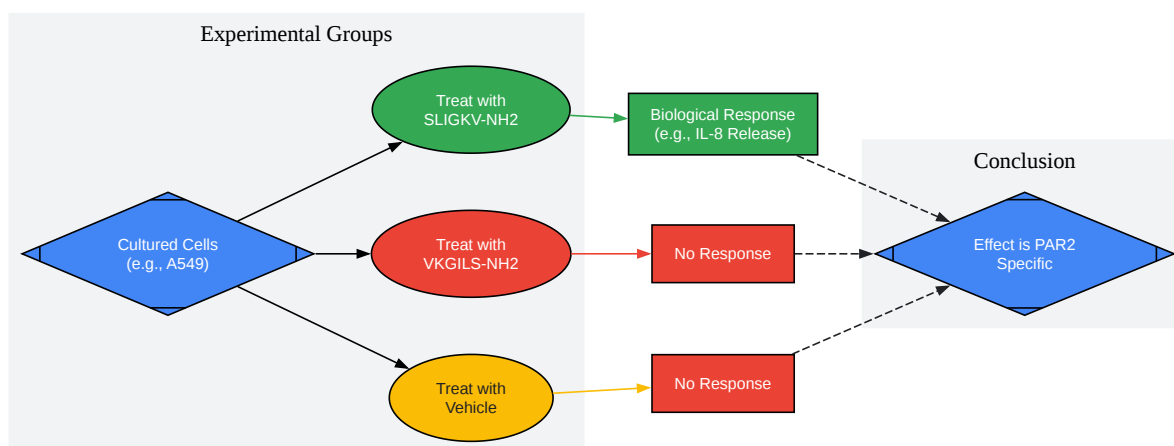 Experimental Groups
Treat with
SLIGKV-NH2
Biological Response
(e.g., IL-8 Release)
Conclusion
Cultured Cells
(e.g., A549)
Treat with
VKGILS-NH2
No Response
Effect is PAR2
Specific
Treat with
Vehicle
No Response